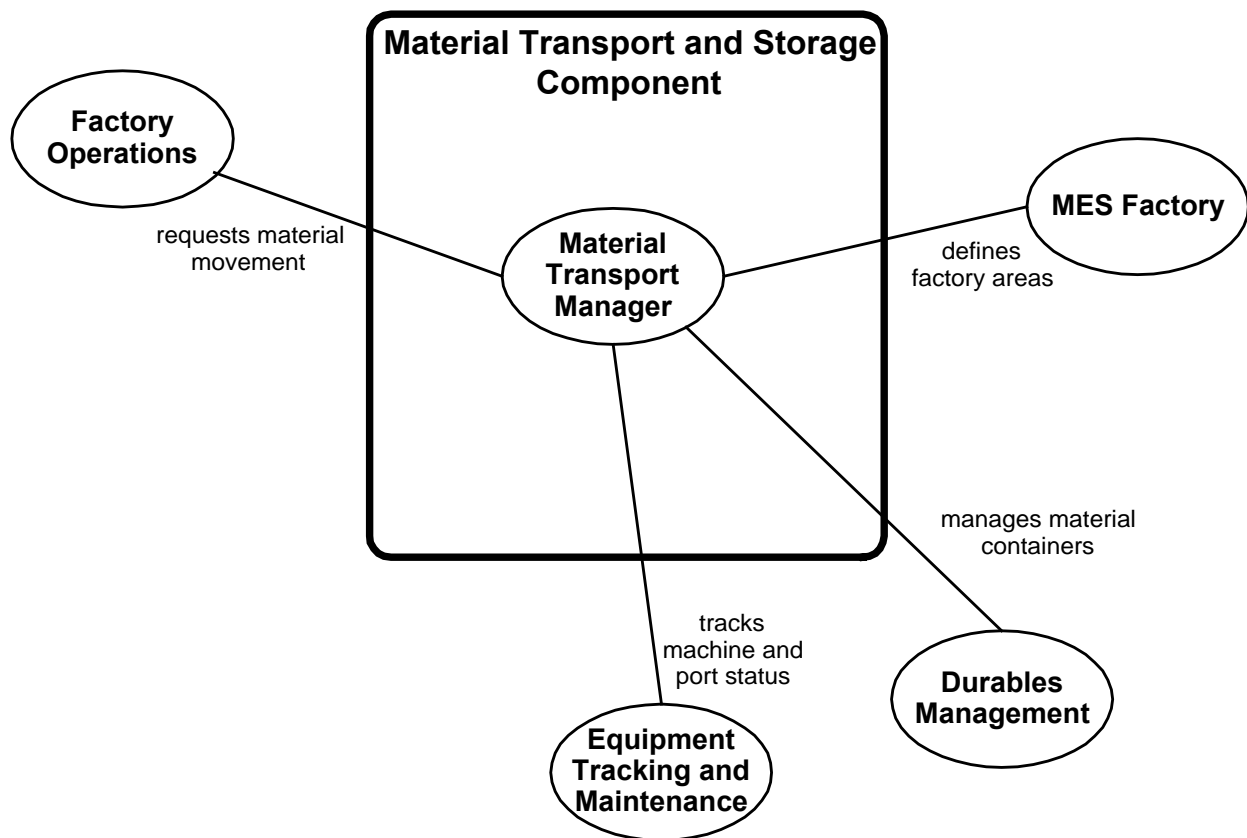 Material Transport and Storage
Component
Factory
Operations
MES Factory
requests material
movement
Material
Transport
Manager
defines
factory areas
manages material
containers
tracks
machine and
port status
Durables
Management
Equipment
Tracking and
Maintenance